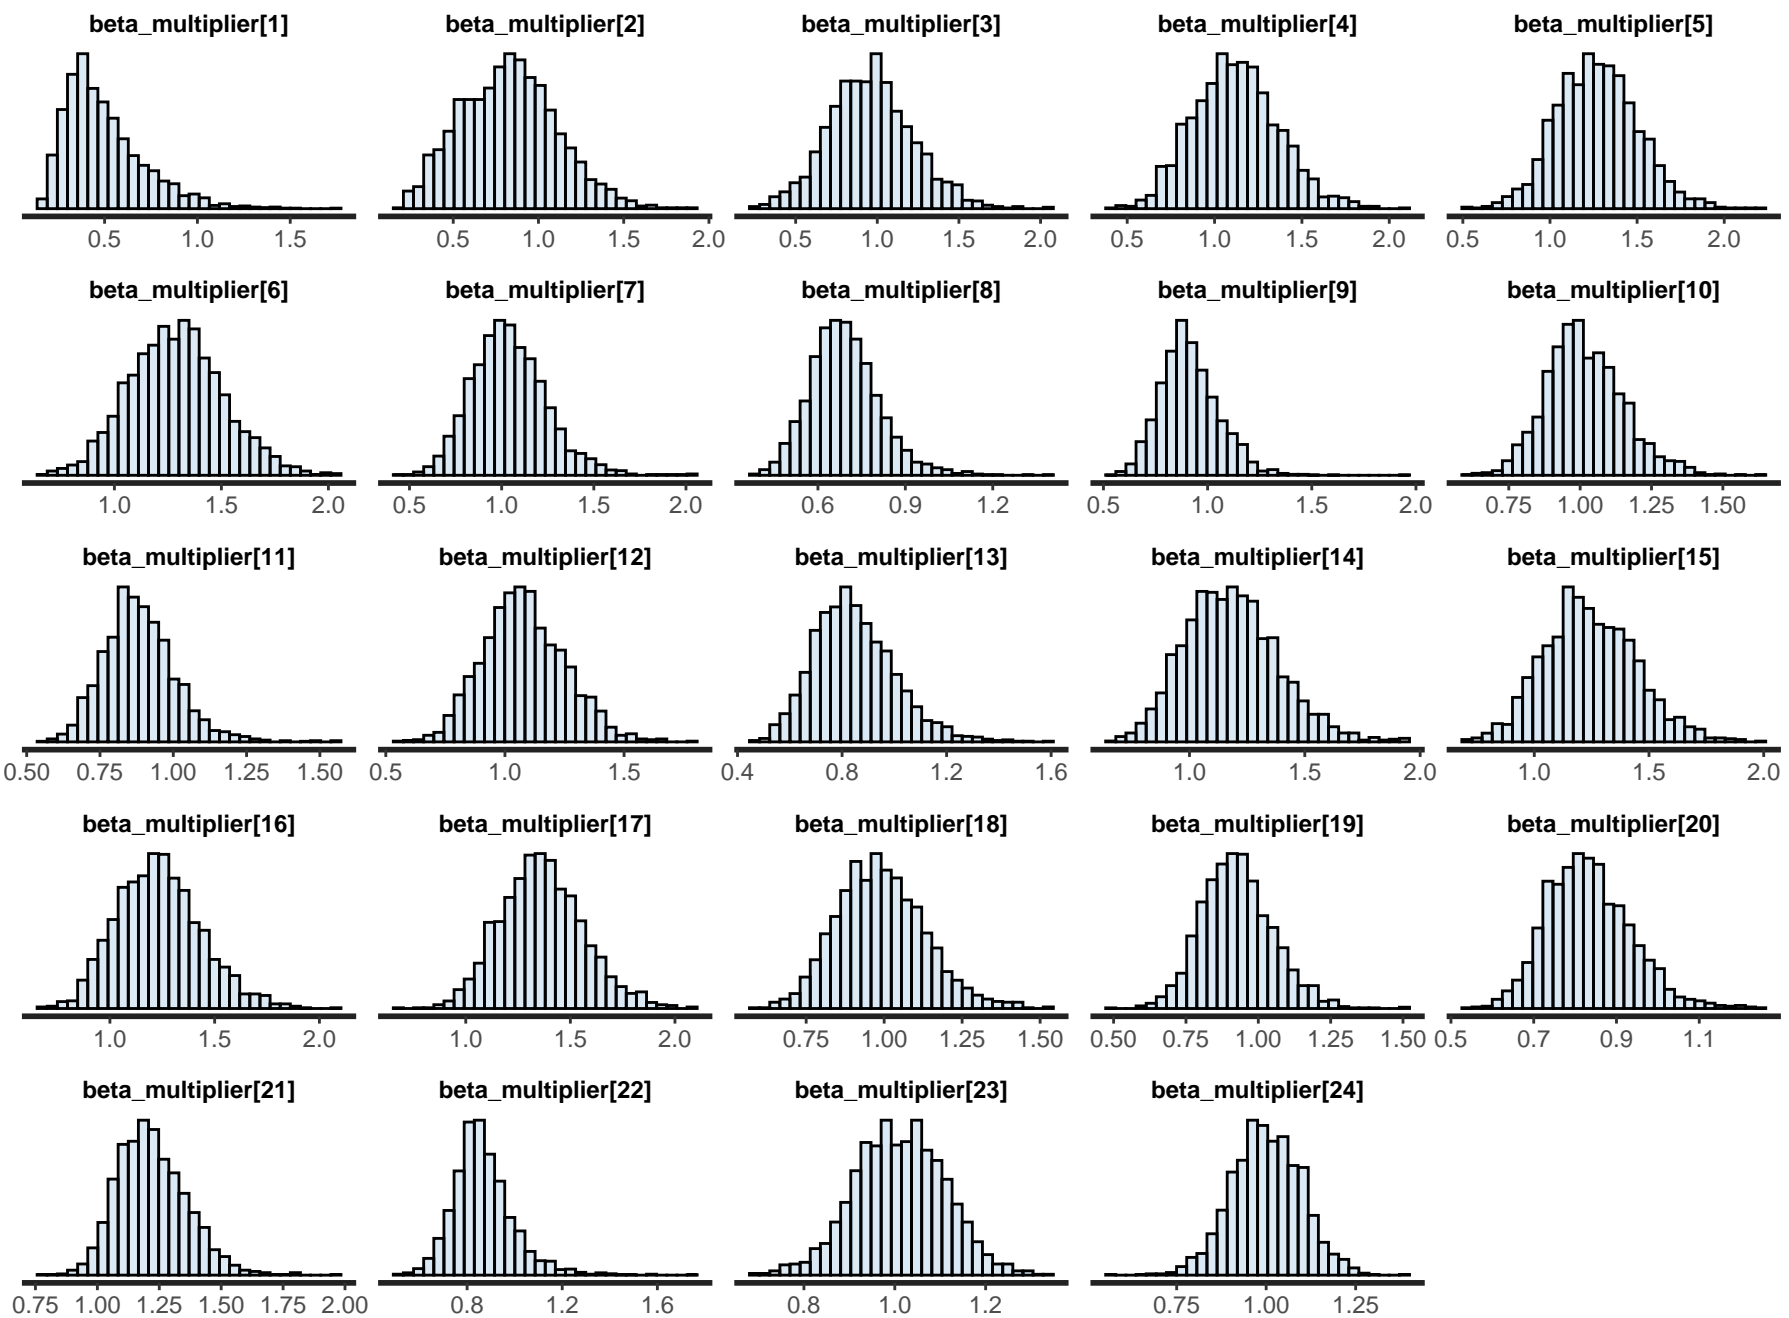 beta_multiplier[1] beta_multiplier[2] beta_multiplier[3] beta_multiplier[4] beta_multiplier[5]
0.5 1.0 1.5 0.5 1.0 1.5 2.0 0.5 1.0 1.5 2.0 0.5 1.0 1.5 2.0 0.5 1.0 1.5 2.0
beta_multiplier[6] beta_multiplier[7] beta_multiplier[8] beta_multiplier[9] beta_multiplier[10]
1.0 1.5 2.0 0.5 1.0 1.5 2.0 0.6 0.9 1.2 0.5 1.0 1.5 2.0 0.75 1.00 1.25 1.50
beta_multiplier[11] beta_multiplier[12] beta_multiplier[13] beta_multiplier[14] beta_multiplier[15]
0.50 0.75 1.00 1.25 1.50 0.5 1.0 1.5 0.4 0.8 1.2 1.6 1.0 1.5 2.0 1.0 1.5 2.0
beta_multiplier[16] beta_multiplier[17] beta_multiplier[18] beta_multiplier[19] beta_multiplier[20]
1.0 1.5 2.0 1.0 1.5 2.0 0.75 1.00 1.25 1.50 0.50 0.75 1.00 1.25 1.50 0.5 0.7 0.9 1.1
beta_multiplier[21] beta_multiplier[22] beta_multiplier[23] beta_multiplier[24]
0.75 1.00 1.25 1.50 1.75 2.00 0.8 1.2 1.6 0.8 1.0 1.2 0.75 1.00 1.25